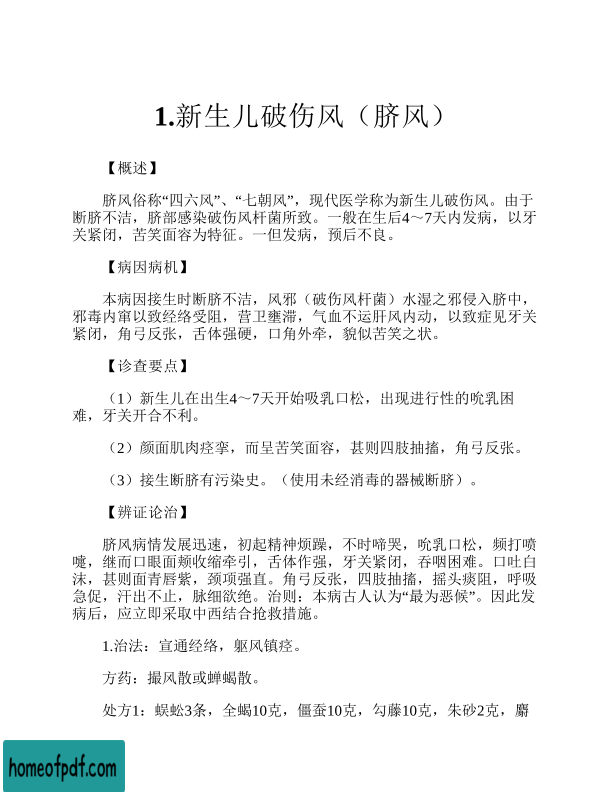 1.新生儿破伤风（脐风）
【概述】
脐风俗称“四六风”、“七朝风”，现代医学称为新生儿破伤风。由于
断脐不洁，脐部感染破伤风杆菌所致。一般在生后4～7天内发病，以牙
关紧闭，苦笑面容为特征。一但发病，预后不良。
【病因病机】
本病因接生时断脐不洁，风邪（破伤风杆菌）水湿之邪侵入脐中，
邪毒内窜以致经络受阻，营卫壅滞，气血不运肝风内动，以致症见牙关
紧闭，角弓反张，舌体强硬，口角外牵，貌似苦笑之状。
【诊查要点】
（1）新生儿在出生4～7天开始吸乳口松，出现进行性的吮乳困
难，牙关开合不利。
（2）颜面肌肉痉挛，而呈苦笑面容，甚则四肢抽搐，角弓反张。
（3）接生断脐有污染史。（使用未经消毒的器械断脐）。
【辨证论治】
脐风病情发展迅速，初起精神烦躁，不时啼哭，吮乳口松，频打喷
嚏，继而口眼面颊收缩牵引，舌体作强，牙关紧闭，吞咽困难。口吐白
沫，甚则面青唇紫，颈项强直。角弓反张，四肢抽搐，摇头痰阻，呼吸
急促，汗出不止，脉细欲绝。治则：本病古人认为“最为恶候”。因此发
病后，应立即采取中西结合抢救措施。
1.治法：宣通经络，躯风镇痉。
方药：撮风散或蝉蝎散。
处方1：蜈蚣3条，全蝎10克，僵蚕10克，勾藤10克，朱砂2克，麝
homeofpdf.com